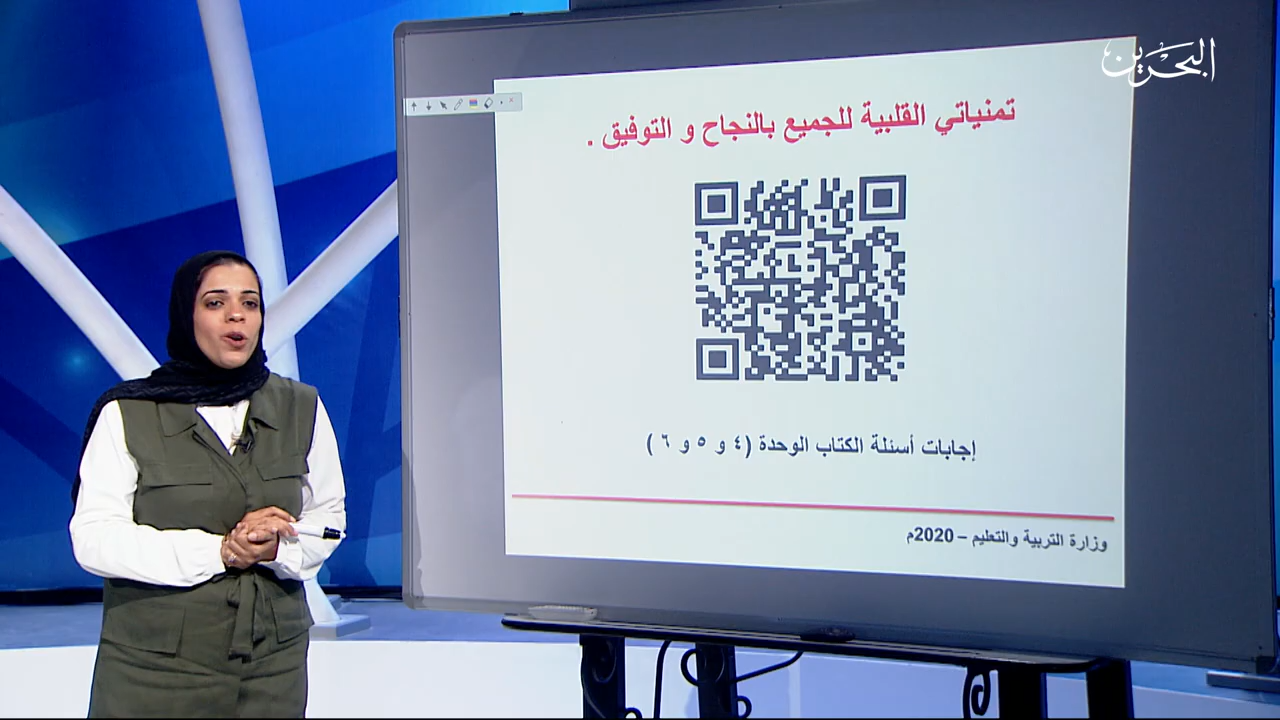 البحرين
تمنياتي القلبية للجميع بالنجاح و التوفيق .
إجابات أسئلة الكتاب الوحدة (٤ و ٥ و ٦ )
وزارة التربية والتعليم – 2020م